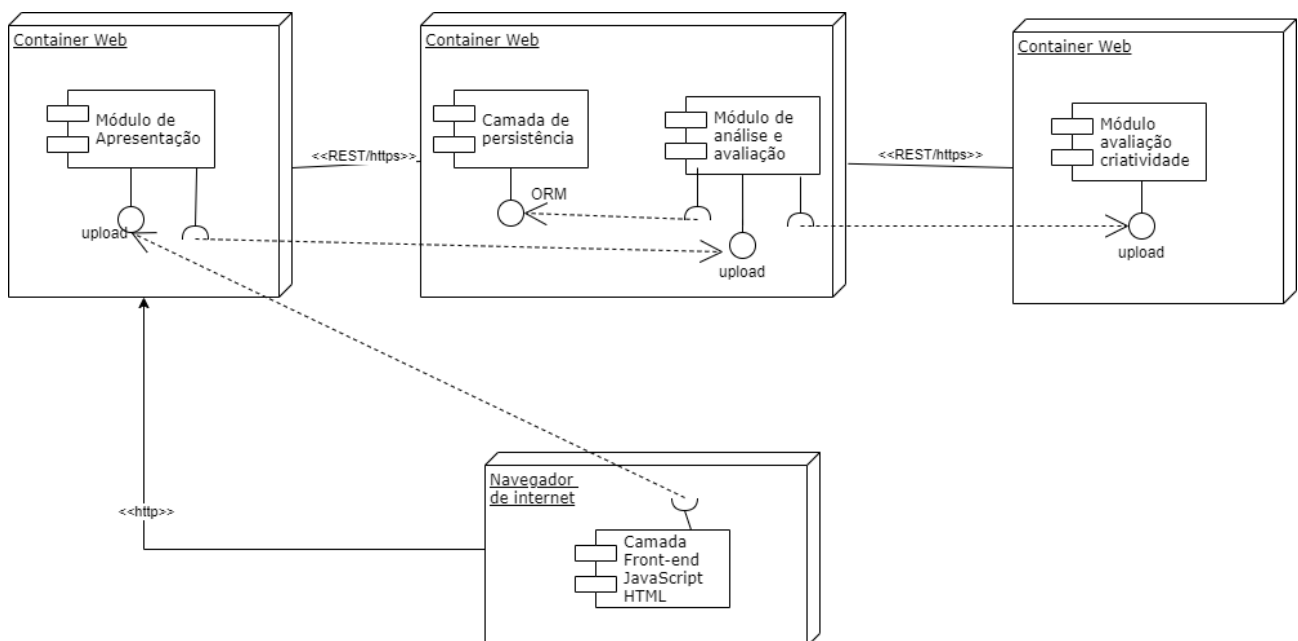 Container Web
Módulo de
Apresentação
upload
<<REST/https>>
Container Web
Camada de
persistência
ORM
Módulo de
análise e
avaliação
upload
<<REST/https>>
Container Web
Módulo
avaliação
criatividade
upload
<<http>>
Navegador
de internet
Camada
Front-end
JavaScript
HTML